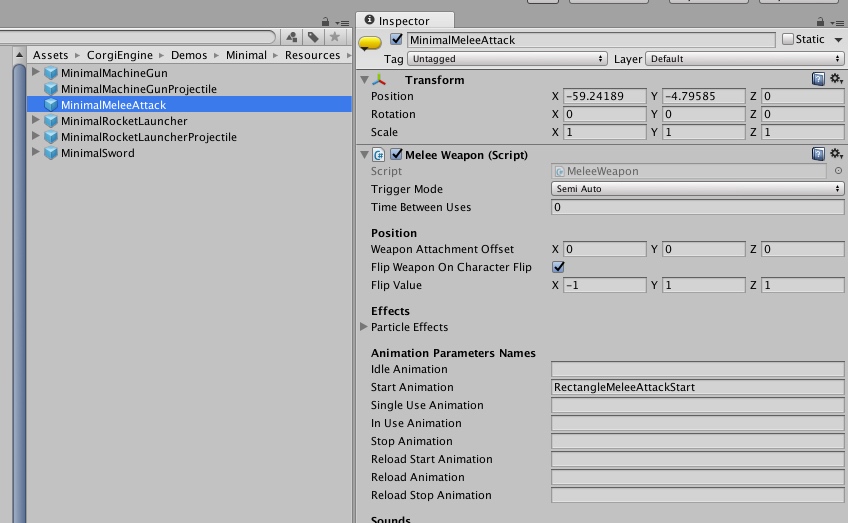 Inspector
MinimalMeleeAttack
Static
Tag Untagged Layer Default
Assets CorgiEngine Demos Minimal Resources
MinimalMachineGun
MinimalMachineGunProjectile
MinimalMeleeAttack
MinimalRocketLauncher
MinimalRocketLauncherProjectile
MinimalSword
Transform
Position X -59.24189 Y -4.79585 Z 0
Rotation X 0 Y 0 Z 0
Scale X 1 Y 1 Z 1
Melee Weapon (Script)
Script MeleeWeapon
Trigger Mode Semi Auto
Time Between Uses 0
Position
Weapon Attachment Offset X 0 Y 0 Z 0
Flip Weapon On Character Flip
Flip Value X -1 Y 1 Z 1
Effects
Particle Effects
Animation Parameters Names
Idle Animation
Start Animation RectangleMeleeAttackStart
Single Use Animation
In Use Animation
Stop Animation
Reload Start Animation
Reload Animation
Reload Stop Animation
Sounds